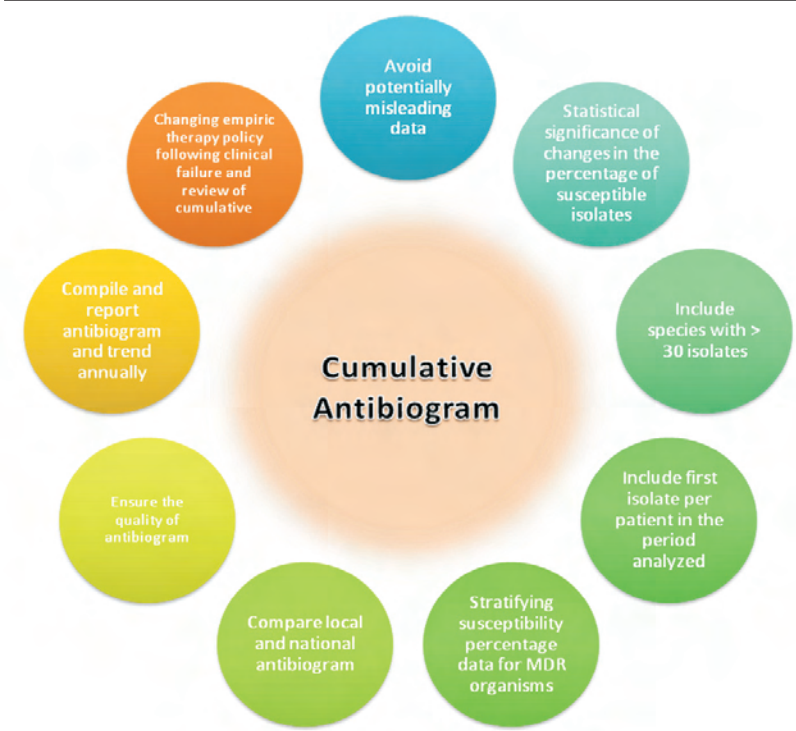 Avoid
potentially
misleading
data
Statistical
significance of
changes in the
percentage of
susceptible
isolates
Include
species with >
30 isolates
Include first
isolate per
patient in the
period
analyzed
Stratifying
susceptibility
percentage
data for MDR
organisms
Compare local
and national
antibiogram
Ensure the
quality of
antibiogram
Compile and
report
antibiogram
and trend
annually
Changing empiric
therapy policy
following clinical
failure and
review of
cumulative
Cumulative
Antibiogram